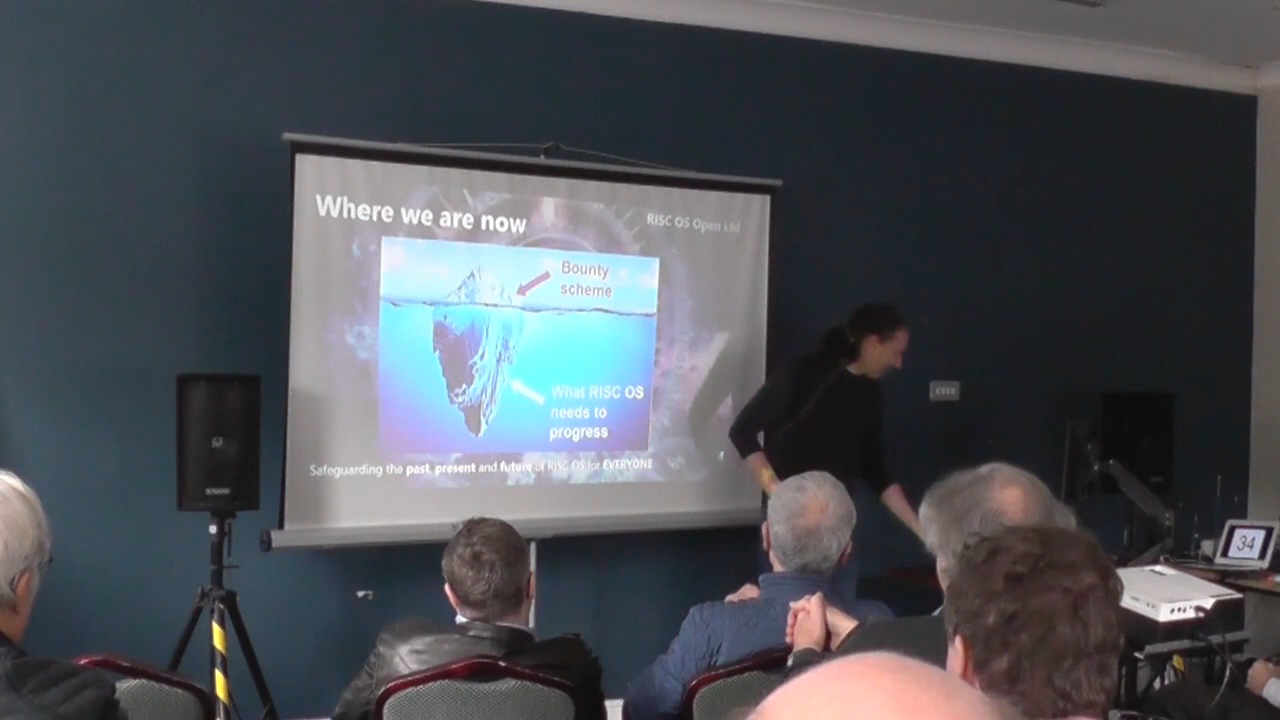 Where we are now
RISC OS Open Ltd
Bounty
scheme
What RISC OS
needs to
progress
Safeguarding the past, present and future of RISC OS for EVERYONE
34